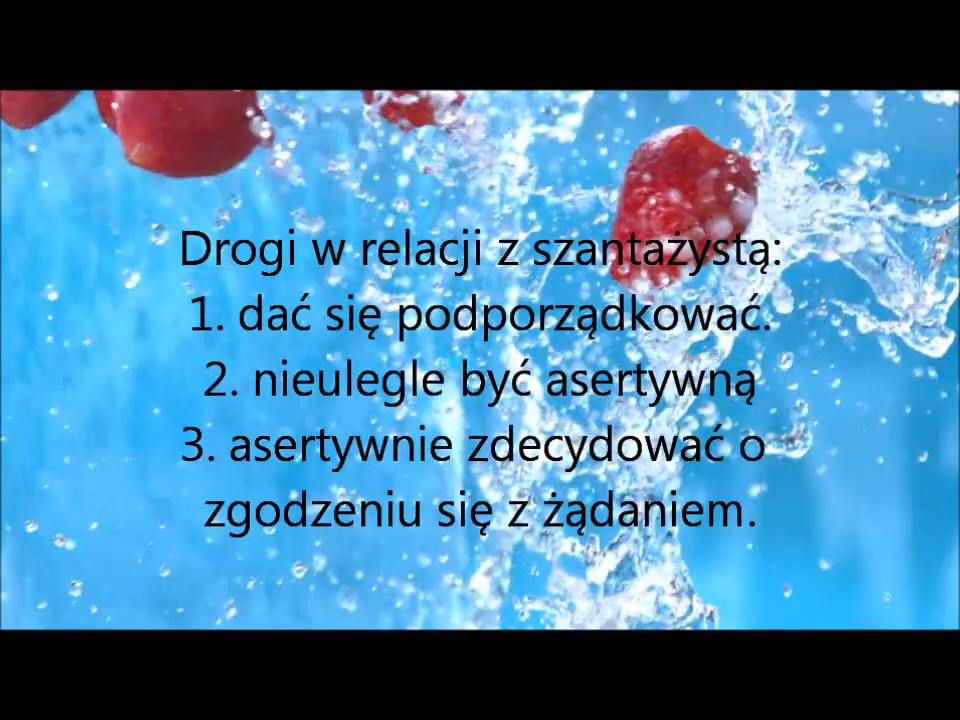 Drogi w relacji z szantażystą:
1. dać się podporządkować.
2. nieulegle być asertywną
3. asertywnie zdecydować o
zgodzeniu się z żądaniem.